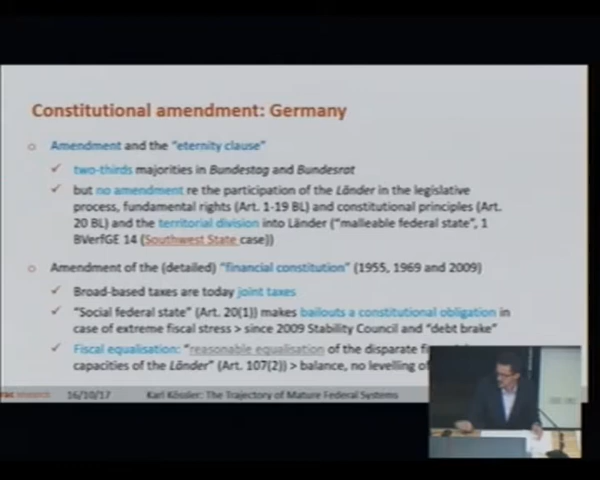 Constitutional amendment: Germany
o Amendment and the "eternity clause"
✓ two-thirds majorities in Bundestag and Bundesrat
✓ but no amendment re the participation of the Länder in the legislative
process, fundamental rights (Art. 1-19 BL) and constitutional principles (Art.
20 BL) and the territorial division into Länder ("malleable federal state", 1
BVerfGE 14 (Southwest State case))
o Amendment of the (detailed) "financial constitution" (1955, 1969 and 2009)
✓ Broad-based taxes are today joint taxes
✓ "Social federal state" (Art. 20(1)) makes bailouts a constitutional obligation in
case of extreme fiscal stress > since 2009 Stability Council and "debt brake"
✓ Fiscal equalisation: "reasonable equalisation of the disparate
capacities of the Länder" (Art. 107(2)) > balance, no levelling of
research 16/10/17 Karl Kössler: The Trajectory of Mature Federal Systems